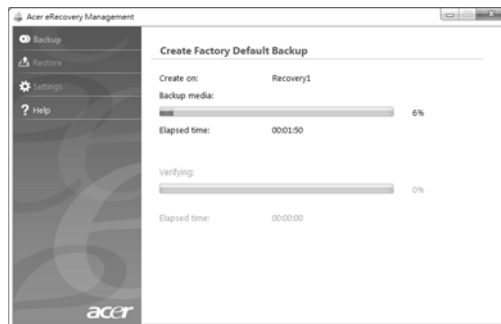 Acer eRecovery Management
Backup
Restore
Settings
? Help
Create Factory Default Backup
Create on: Recovery1
Backup media:
6%
Elapsed time: 00:01:50
Verifying:
0%
Elapsed time: 00:00:00
acer